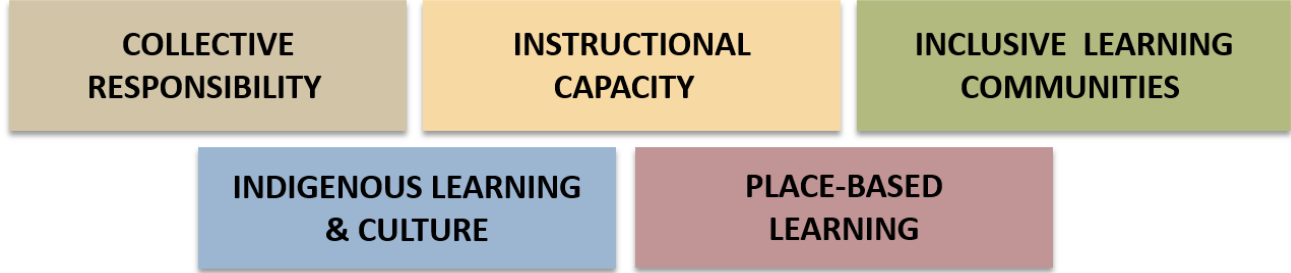 COLLECTIVE
RESPONSIBILITY
INSTRUCTIONAL
CAPACITY
INCLUSIVE LEARNING
COMMUNITIES
INDIGENOUS LEARNING
& CULTURE
PLACE-BASED
LEARNING